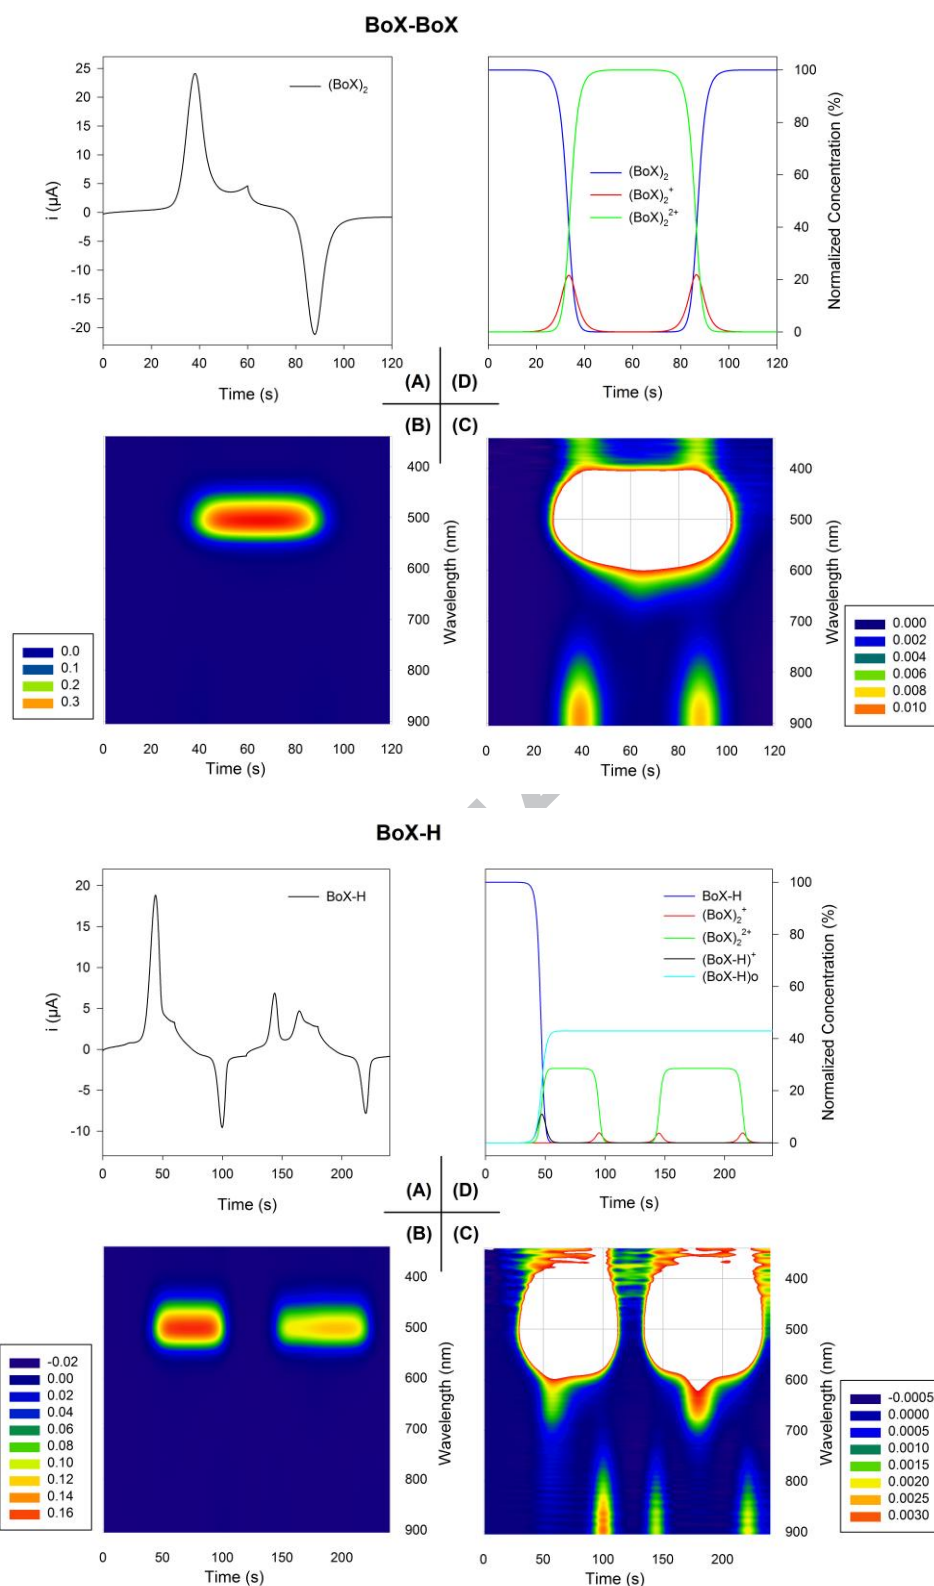 BoX-BoX
25
20
15
10
5
0
-5
-10
-15
-20
i (µA)
(BoX)₂
0 20 40 60 80 100 120
Time (s)
100
80
60
40
20
0
Normalized Concentration (%)
(BoX)₂
(BoX)₂⁺
(BoX)₂²⁺
0 20 40 60 80 100 120
Time (s)
(A) (D)
(B) (C)
400
500
600
700
800
900
Wavelength (nm)
0.0
0.1
0.2
0.3
0 20 40 60 80 100 120
Time (s)
400
500
600
700
800
900
Wavelength (nm)
0.000
0.002
0.004
0.006
0.008
0.010
0 20 40 60 80 100 120
Time (s)
BoX-H
20
15
10
5
0
-5
-10
i (µA)
BoX-H
0 50 100 150 200
Time (s)
100
80
60
40
20
0
Normalized Concentration (%)
BoX-H
(BoX)₂⁺
(BoX)₂²⁺
(BoX-H)⁺
(BoX-H)o
0 50 100 150 200
Time (s)
(A) (D)
(B) (C)
400
500
600
700
800
900
Wavelength (nm)
-0.02
0.00
0.02
0.04
0.06
0.08
0.10
0.12
0.14
0.16
0 50 100 150 200
Time (s)
400
500
600
700
800
900
Wavelength (nm)
-0.0005
0.0000
0.0005
0.0010
0.0015
0.0020
0.0025
0.0030
0 50 100 150 200
Time (s)